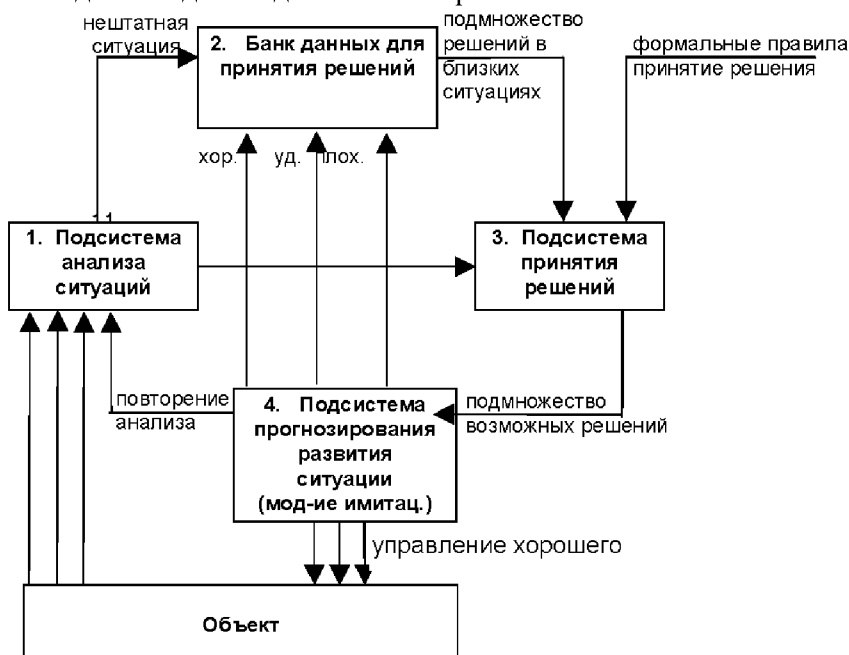 нештатная
ситуация
2. Банк данных для
принятия решений
подмножество
решений в
близких
ситуациях
формальные правила
принятие решения
хор. уд. плох.
1. Подсистема
анализа
ситуаций
3. Подсистема
принятия
решений
повторение
анализа
4. Подсистема
прогнозирования
развития
ситуации
(мод-ие имитац.)
подмножество
возможных решений
управление хорошего
Объект